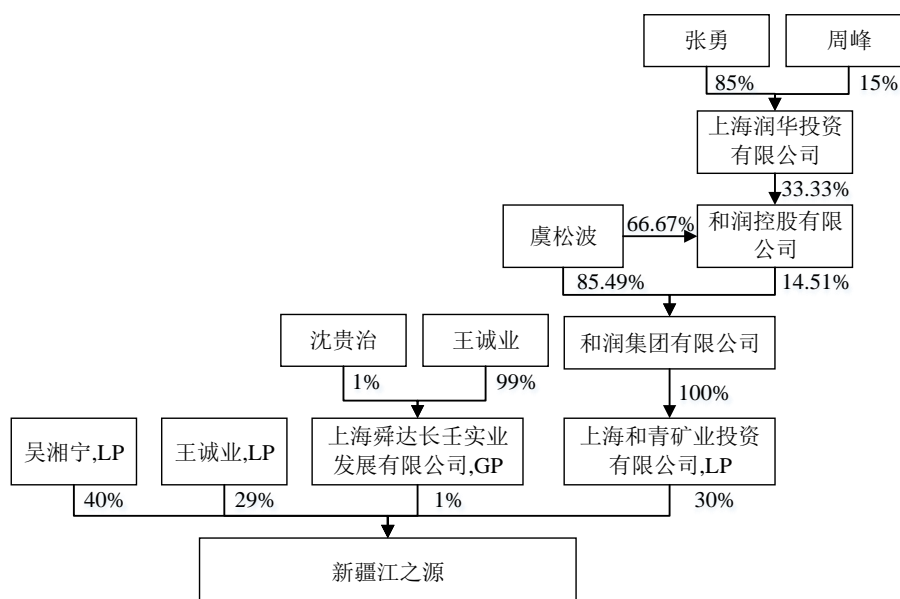 张勇
周峰
85%
15%
上海润华投资
有限公司
33.33%
虞松波
66.67%
和润控股有限
公司
85.49%
14.51%
沈贵治
王诚业
和润集团有限公司
1%
99%
100%
吴湘宁,LP
王诚业,LP
上海舜达长壬实业
发展有限公司,GP
上海和青矿业投资
有限公司,LP
40%
29%
1%
30%
新疆江之源